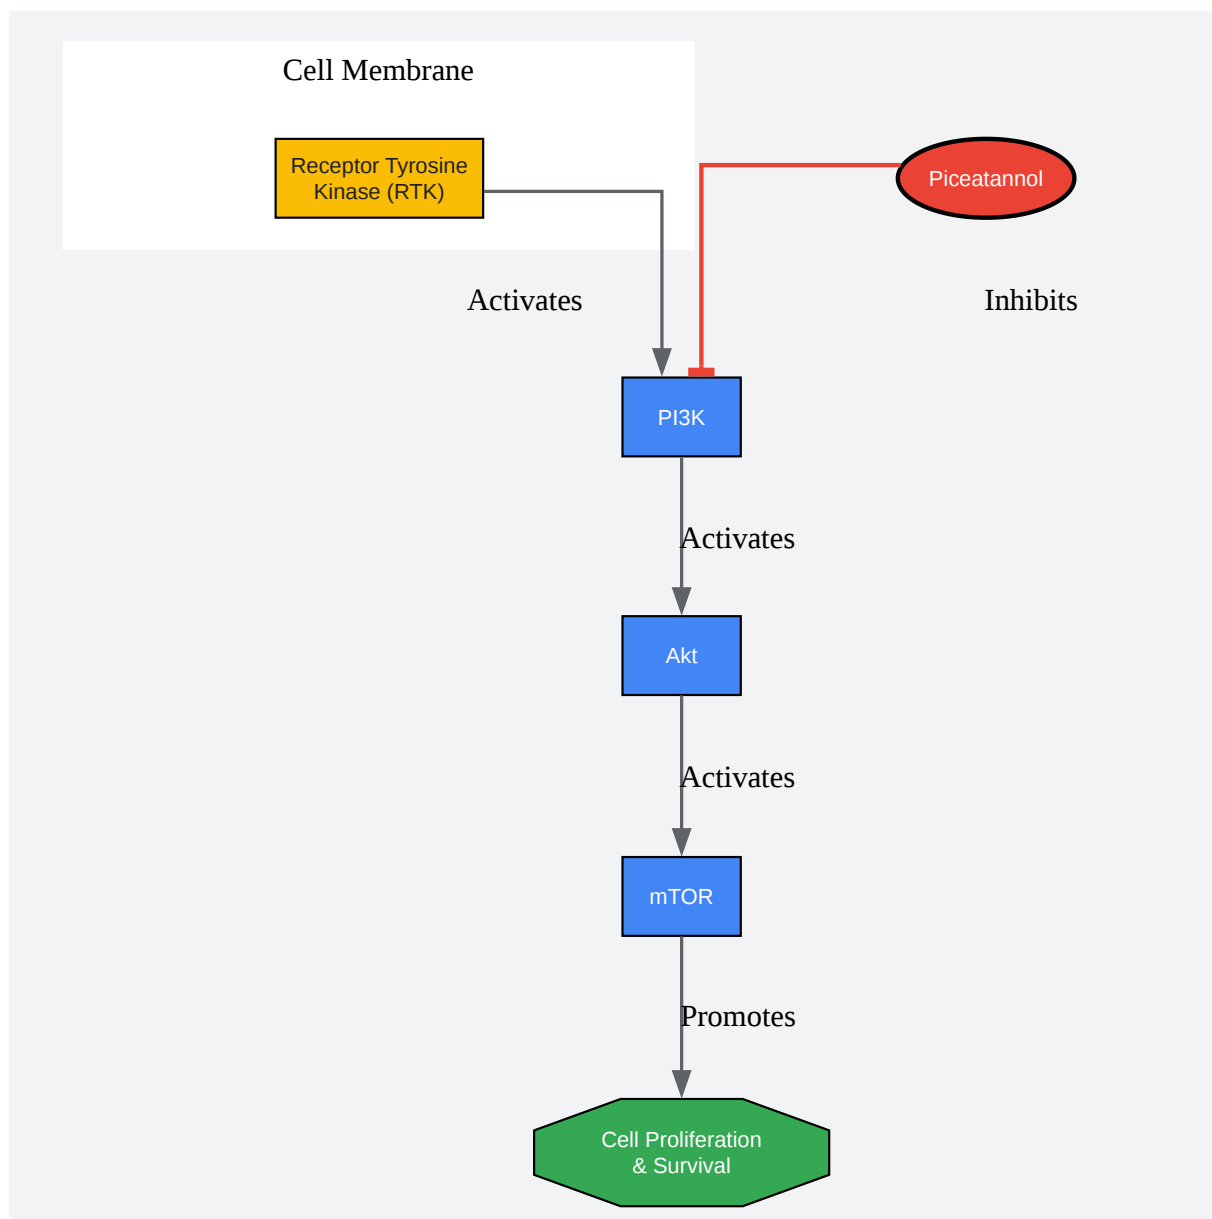 Cell Membrane
Receptor Tyrosine
Kinase (RTK)
Piceatannol
Activates
Inhibits
PI3K
Activates
Akt
Activates
mTOR
Promotes
Cell Proliferation
& Survival